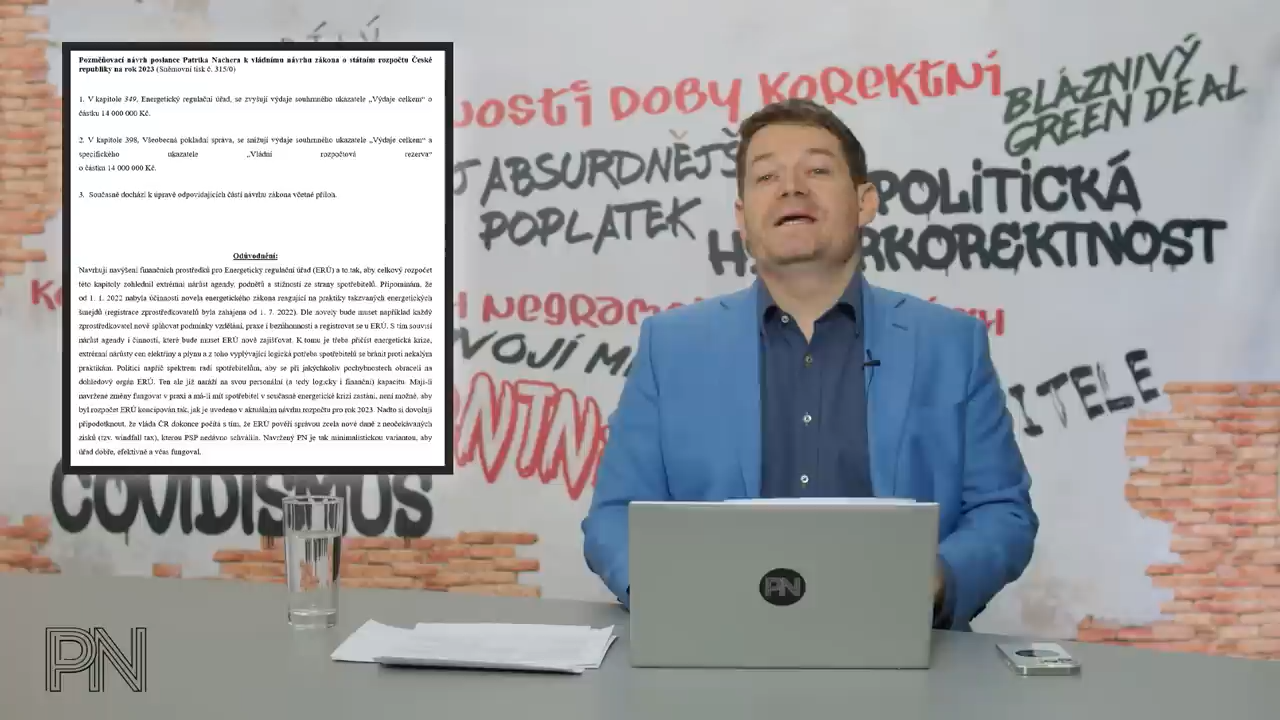 Pozměňovací návrh poslance Patrika Nachera k vládnímu návrhu zákona o státním rozpočtu České
republiky na rok 2023 (Sněmovní tisk č. 315/0)
1. V kapitole 349, Energetický regulační úřad, se zvyšují výdaje souhrnného ukazatele „Výdaje celkem“ o
částku 14 000 000 Kč.
2. V kapitole 398, Všeobecná pokladní správa, se snižují výdaje souhrnného ukazatele „Výdaje celkem“ a
specifického ukazatele „Vládní rozpočtová rezerva“
o částku 14 000 000 Kč.
3. Současně dochází k úpravě odpovídajících částí návrhu zákona včetně příloh.
Odůvodnění:
Navrhuji navýšení finančních prostředků pro Energetický regulační úřad (ERÚ) a to tak, aby celkový rozpočet
této kapitoly zohlednil extrémní nárůst agendy, podnětů a stížností ze strany spotřebitelů. Připomínám, že
od 1. 1. 2022 nabyla účinnosti novela energetického zákona reagující na praktiky takzvaných energetických
šmejdů (registrace zprostředkovatelů byla zahájena od 1. 7. 2022). Dle novely bude muset například každý
zprostředkovatel nově splňovat podmínky vzdělání, praxe i bezúhonnosti a registrovat se u ERÚ. S tím souvisí
nárůst agendy i činností, které bude muset ERÚ nově zajišťovat. K tomu je třeba přičíst energetická krize,
extrémní nárůsty cen elektřiny a plynu a z toho vyplývající logická potřeba spotřebitelů se bránit proti nekalým
praktikám. Politici napříč spektrem radí spotřebitelům, aby se při jakýchkoliv pochybnostech obraceli na
dohledový orgán ERÚ. Ten ale již naráží na svou personální (a tedy logicky i finanční) kapacitu. Mají-li
navržené změny fungovat v praxi a má-li mít spotřebitel v současné energetické krizi zastání, není možné, aby
byl rozpočet ERÚ koncipován tak, jak je uvedeno v aktuálním návrhu rozpočtu pro rok 2023. Nadto si dovoluji
připodotknout, že vláda ČR dokonce počítá s tím, že ERÚ pověří správou zcela nové daně z neočekávaných
zisků (tzv. windfall tax), kterou PSP nedávno schválila. Navržený PN je tak minimalistickou variantou, aby
úřad dobře, efektivně a včas fungoval.
DOBY KOREKTNÍ
BLÁZNIVÝ
GREEN DEAL
ABSURDNĚJŠ
POPLATEK
POLITICKÁ
H RKOREKTNOST
NEGRAM
VOJÍ M
ITELE
COVIDISMUS
PN
PN